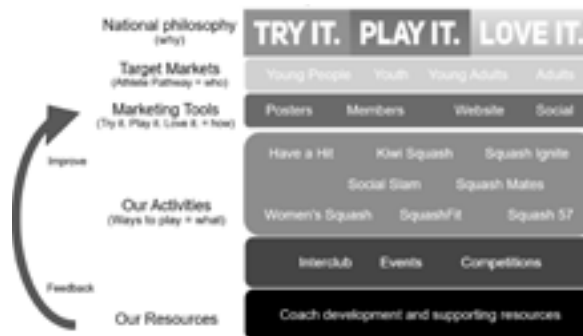 National philosophy
(why)
TRY IT. PLAY IT. LOVE IT.
Target Markets
(Athlete Pathway = who)
Young People Youth Young Adults Adults
Marketing Tools
(Try it. Play it. Love it. = how)
Posters Members Website Social
Improve
Have a Hit Kiwi Squash Squash Ignite
Social Slam Squash Mates
Our Activities
(Ways to play = what)
Women's Squash SquashFit Squash 57
Interclub Events Competitions
Feedback
Our Resources
Coach development and supporting resources